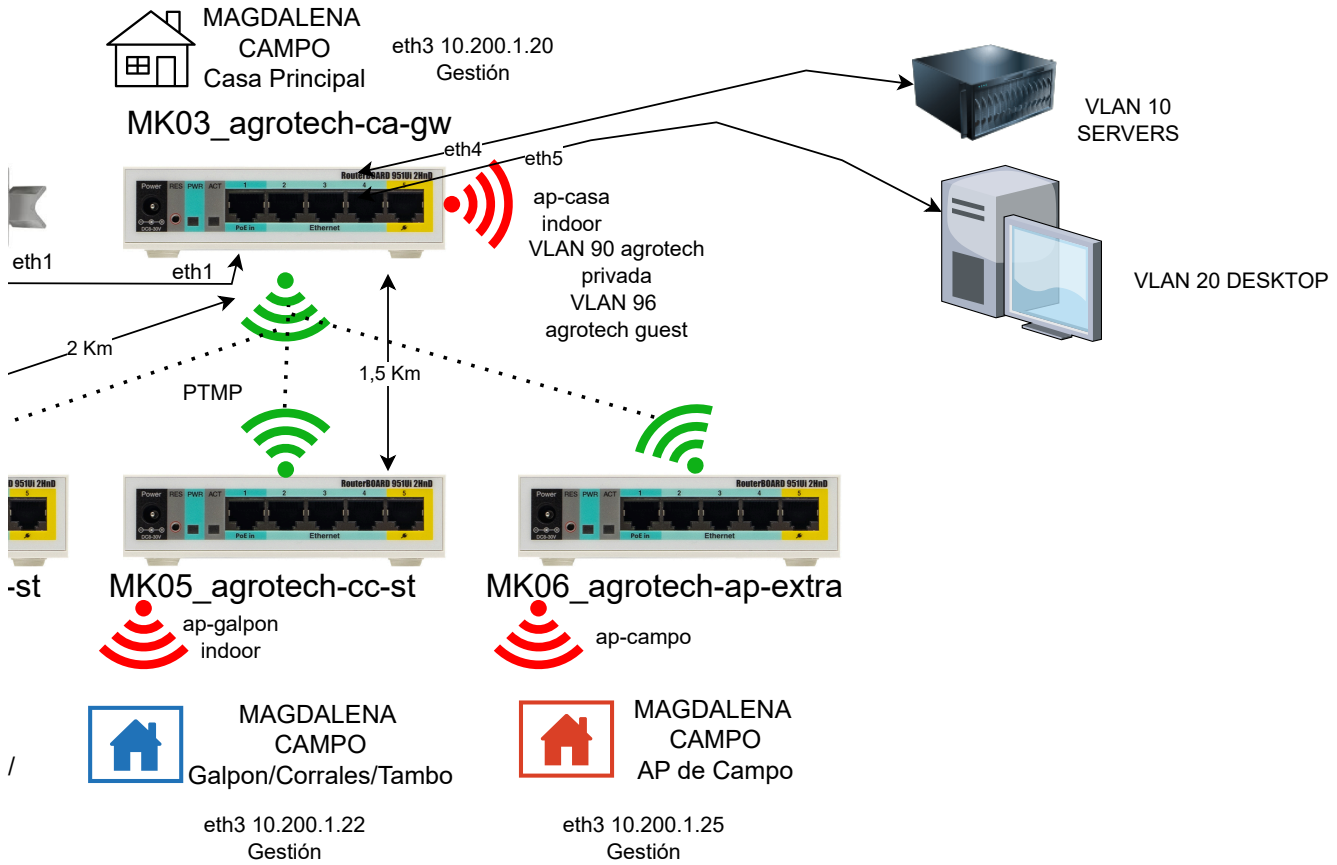 MAGDALENA
CAMPO
Casa Principal
eth3 10.200.1.20
Gestión
MK03_agrotech-ca-gw
eth4
eth5
VLAN 10
SERVERS
RouterBOARD 951Ui 2HnD
Power
RES
PWR
ACT
1
2
3
4
5
DC8-30V
PoE in
Ethernet
ap-casa
indoor
VLAN 90 agrotech
privada
VLAN 96
agrotech guest
VLAN 20 DESKTOP
eth1
eth1
2 Km
1,5 Km
PTMP
D 951Ui 2HnD
5
RouterBOARD 951Ui 2HnD
Power
RES
PWR
ACT
1
2
3
4
5
DC8-30V
PoE in
Ethernet
RouterBOARD 951Ui 2HnD
Power
RES
PWR
ACT
1
2
3
4
5
DC8-30V
PoE in
Ethernet
-st
MK05_agrotech-cc-st
MK06_agrotech-ap-extra
ap-galpon
indoor
ap-campo
MAGDALENA
CAMPO
Galpon/Corrales/Tambo
MAGDALENA
CAMPO
AP de Campo
/
eth3 10.200.1.22
Gestión
eth3 10.200.1.25
Gestión